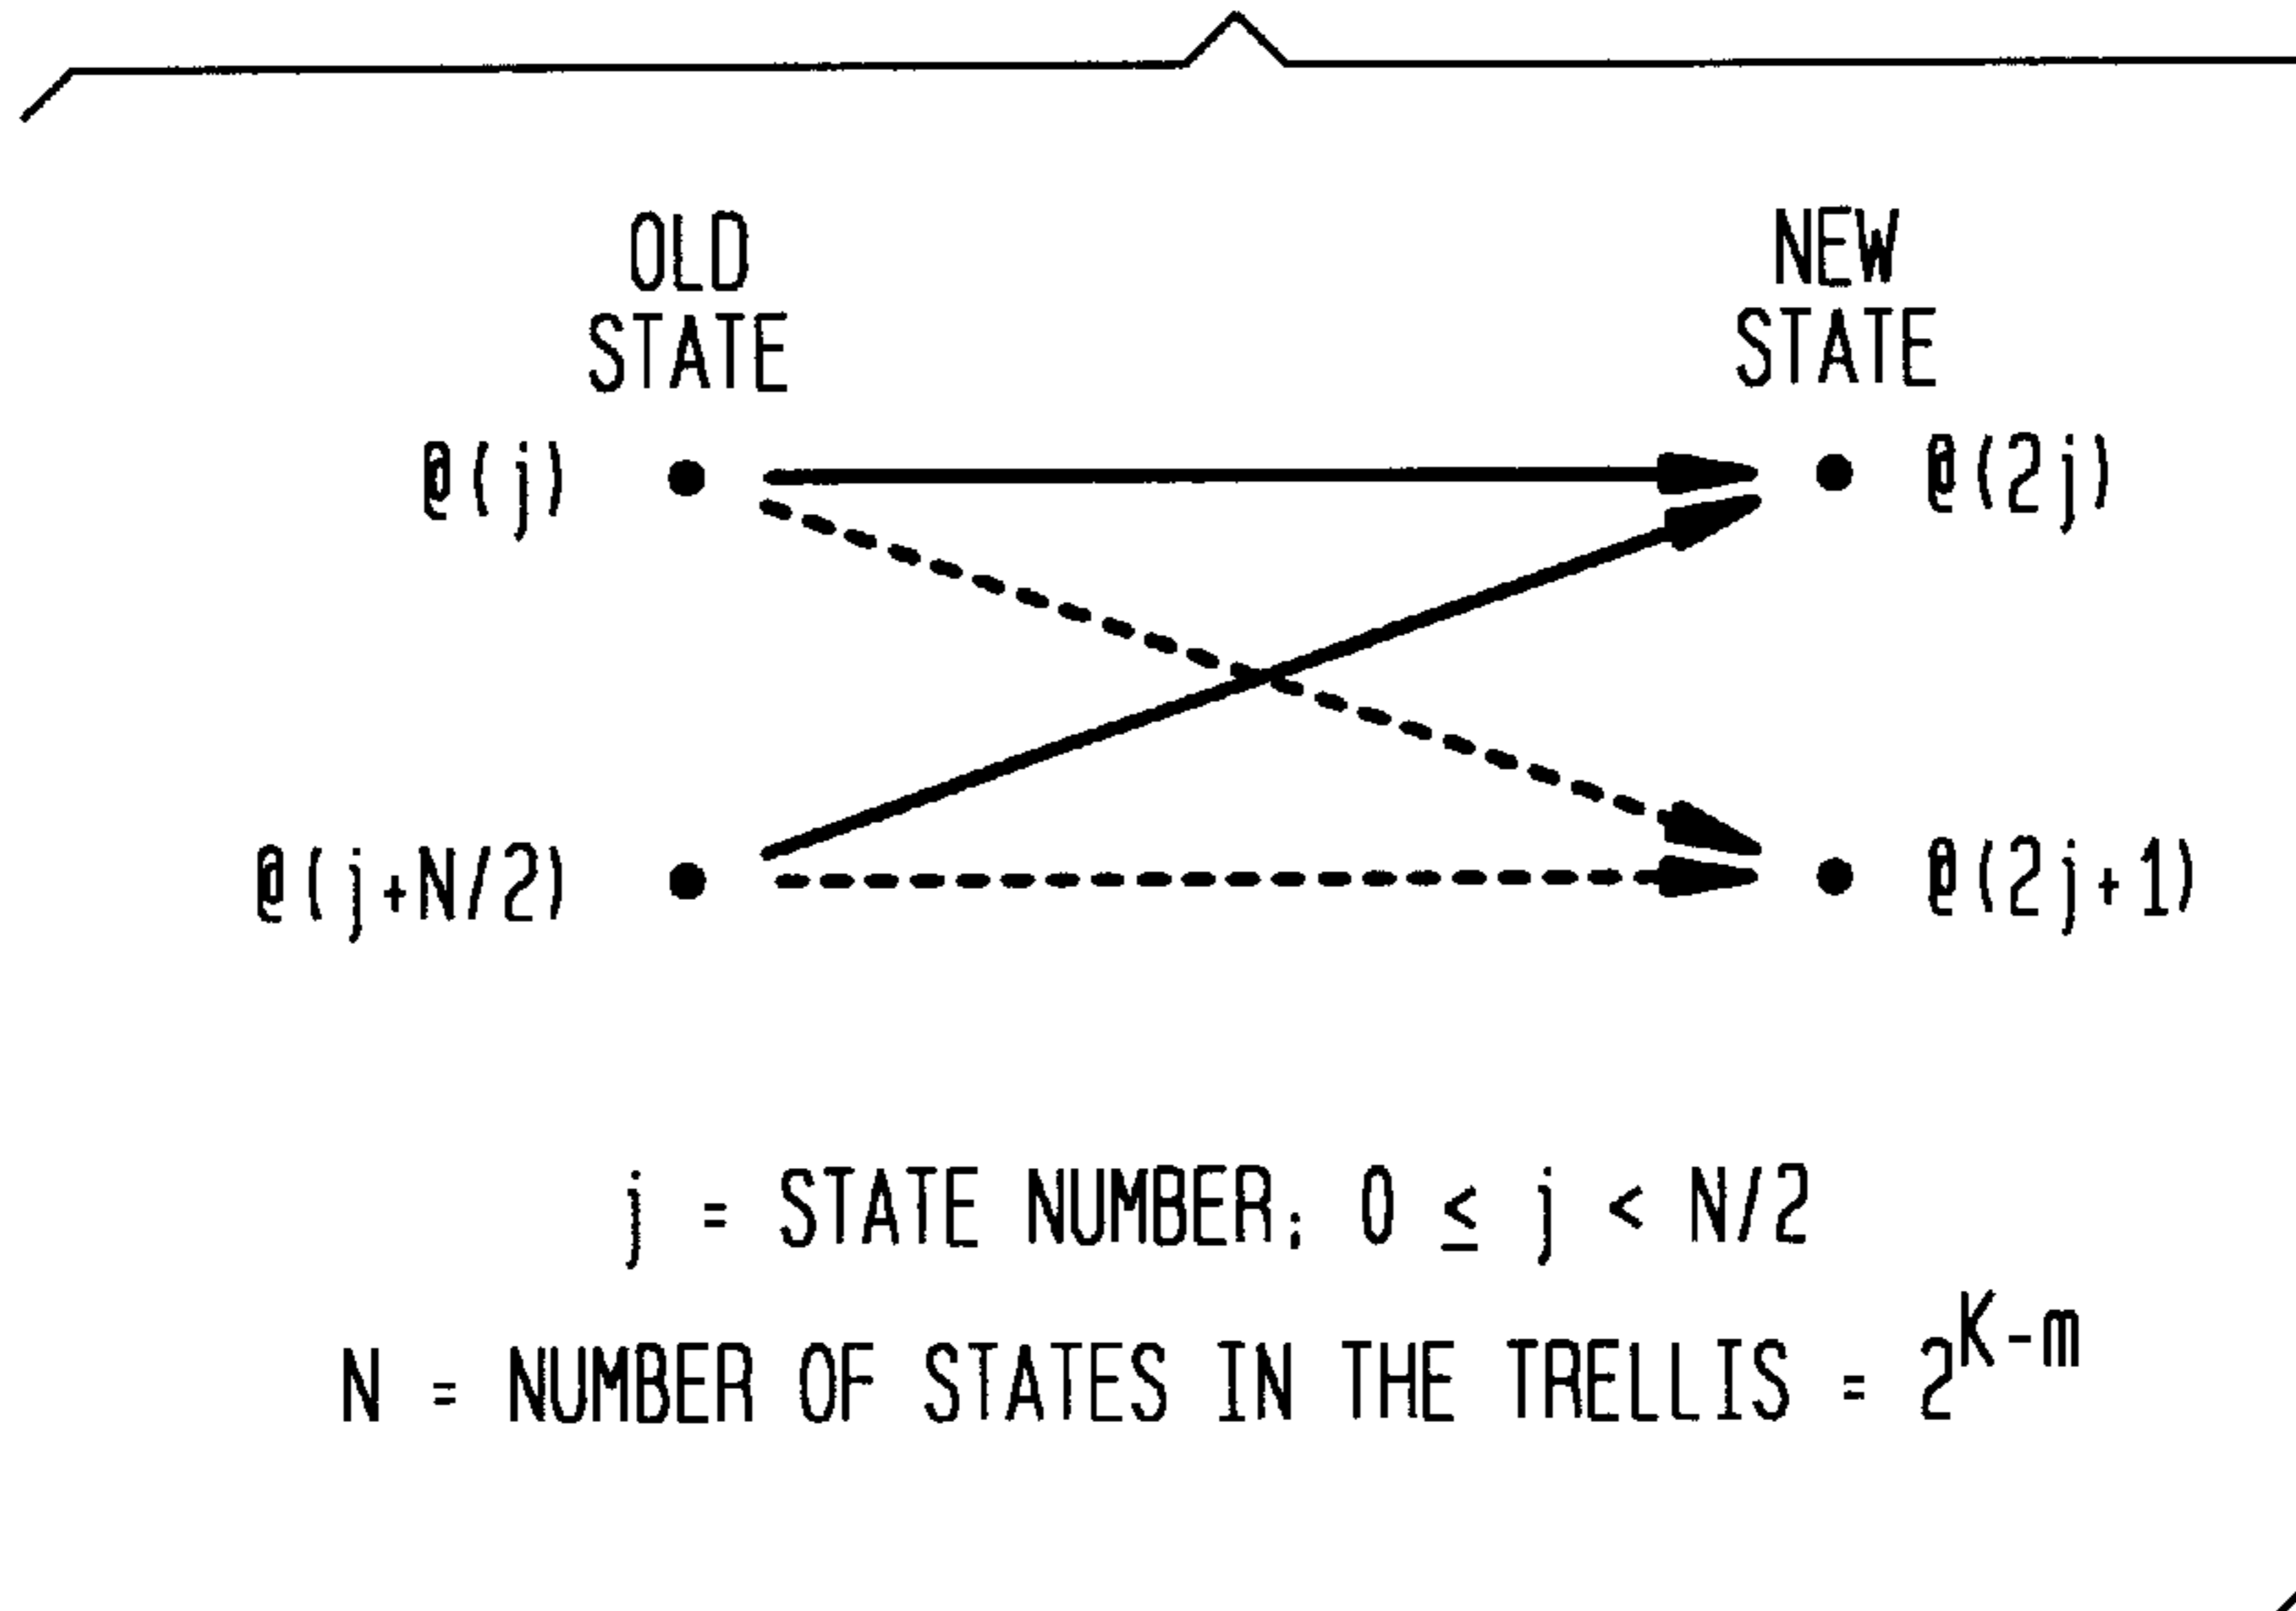 OLD STATE
NEW STATE
@(j)
@(2j)
@(j+N/2)
@(2j+1)
j = STATE NUMBER; 0 ≤ j < N/2
N = NUMBER OF STATES IN THE TRELLIS = 2^K-m